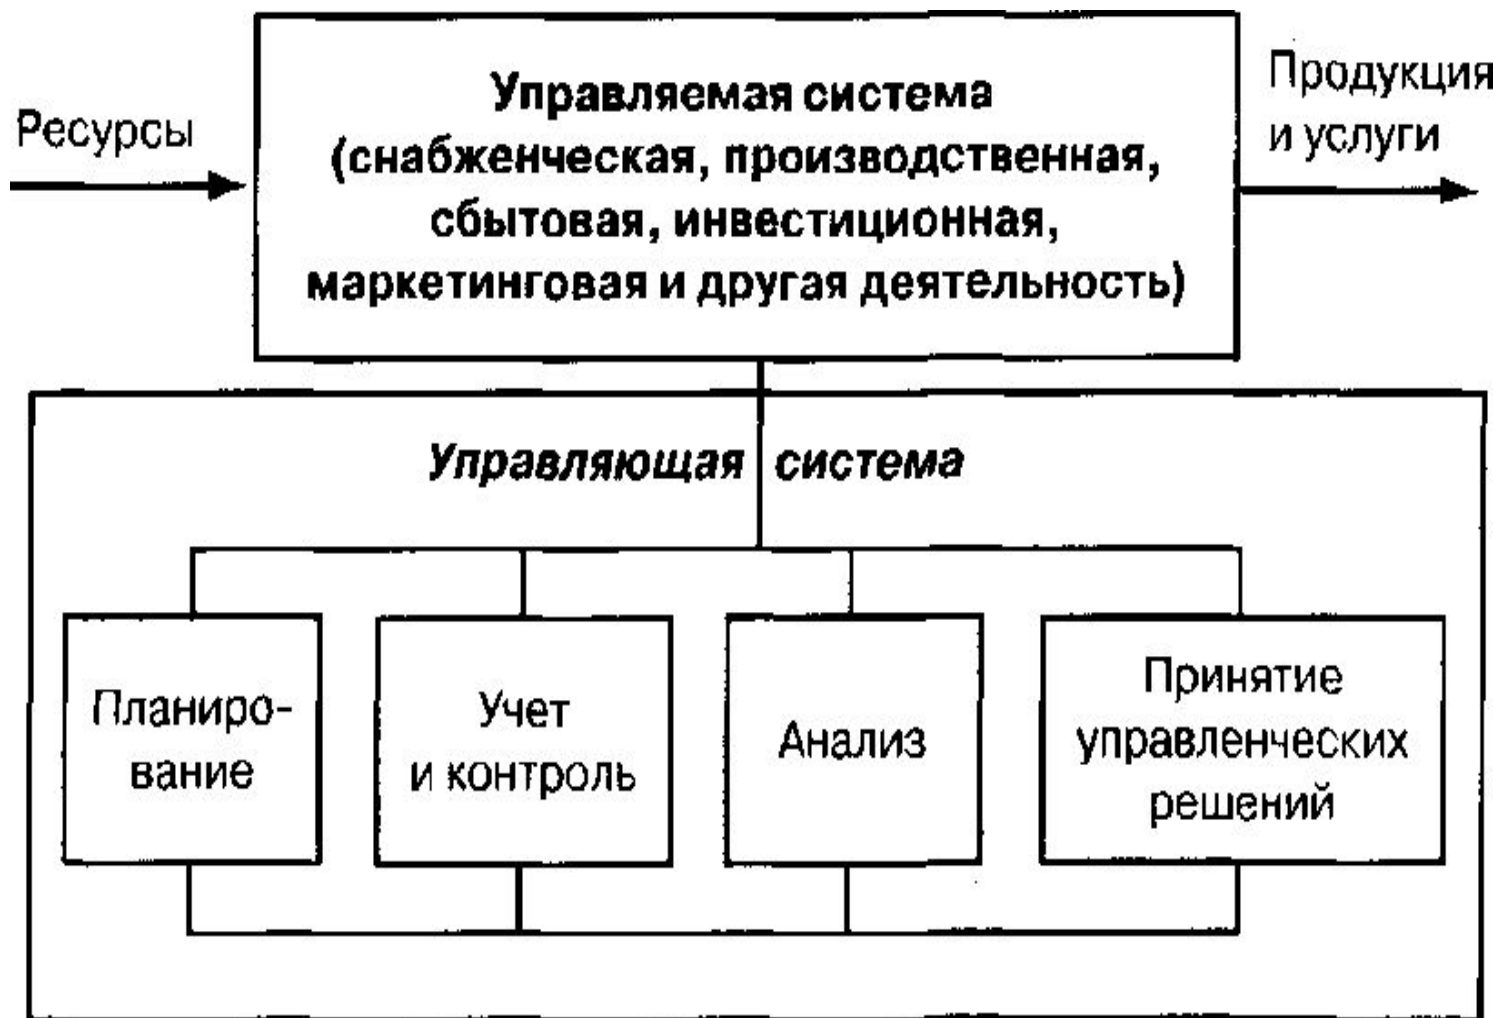 Ресурсы
Управляемая система
(снабженческая, производственная,
сбытовая, инвестиционная,
маркетинговая и другая деятельность)
Продукция
и услуги
Управляющая система
Планиро-
вание
Учет
и контроль
Анализ
Принятие
управленческих
решений